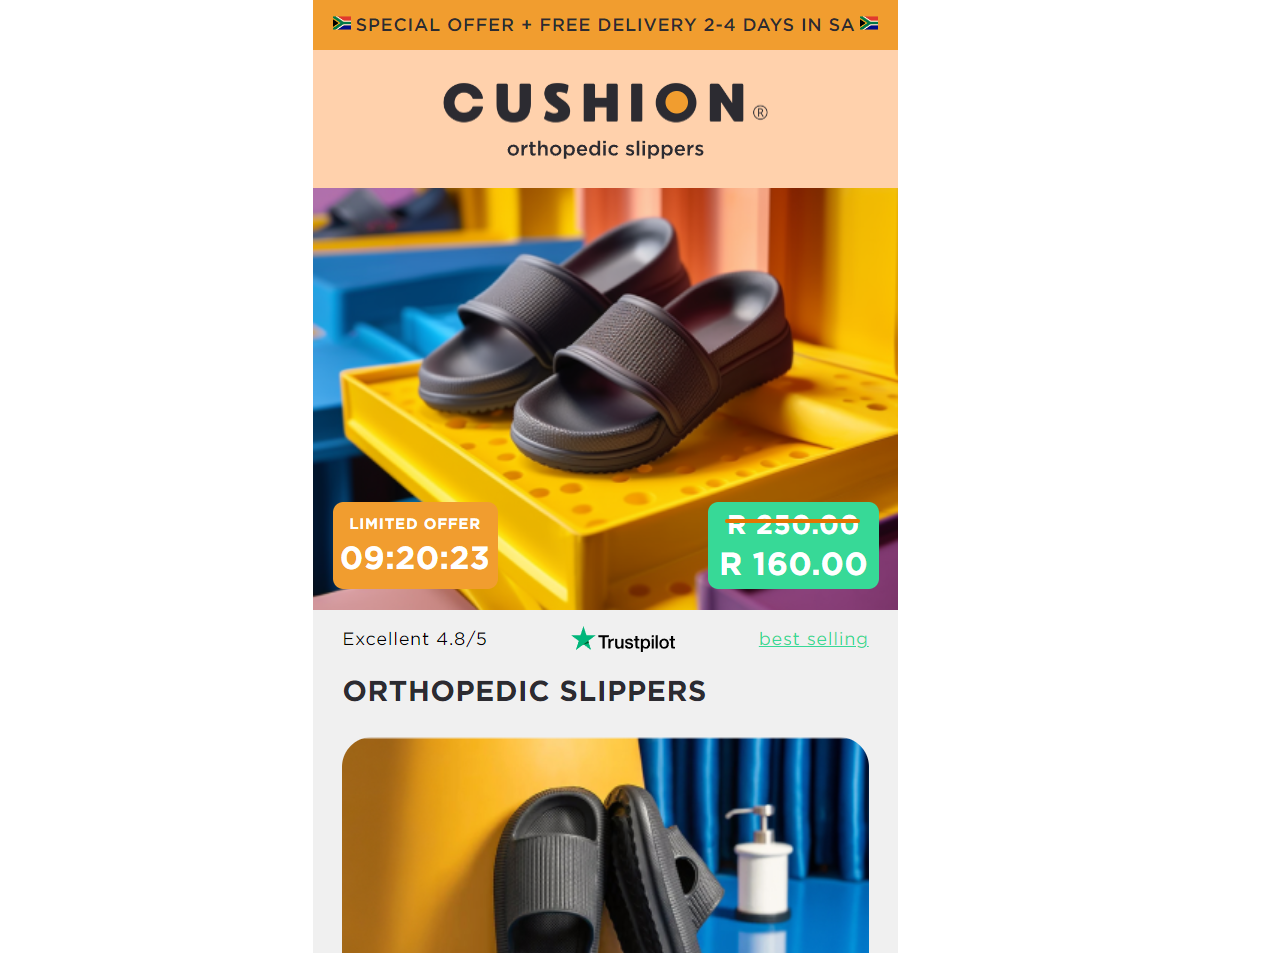 SPECIAL OFFER + FREE DELIVERY 2-4 DAYS IN SA
CUSHION®
orthopedic slippers
LIMITED OFFER
09:20:23
R 250.00
R 160.00
Excellent 4.8/5
Trustpilot
best selling
ORTHOPEDIC SLIPPERS